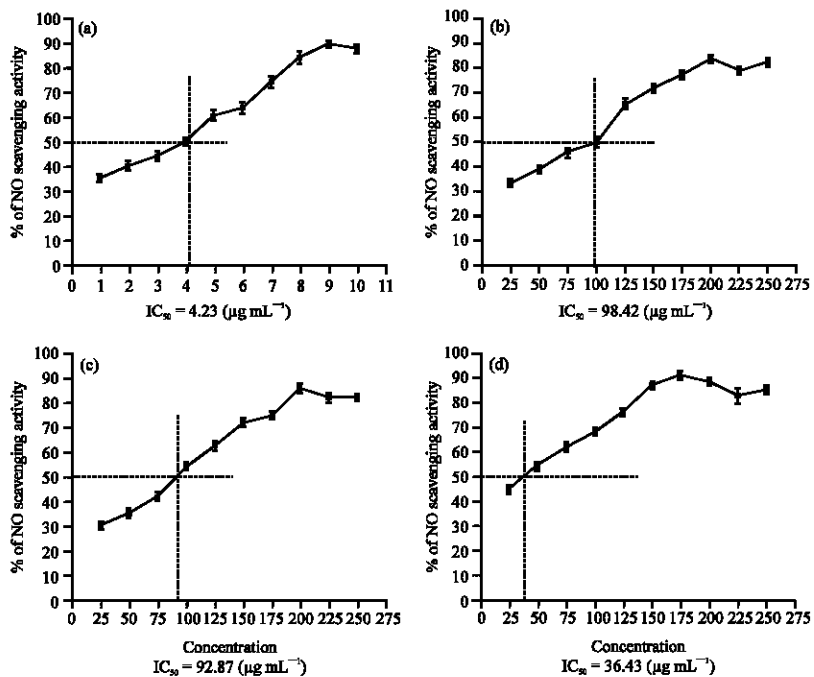 (a)
% of NO scavenging activity
100
90
80
70
60
50
40
30
20
10
0
0 1 2 3 4 5 6 7 8 9 10 11
IC₅₀ = 4.23 (µg mL⁻¹)
(b)
% of NO scavenging activity
100
90
80
70
60
50
40
30
20
10
0
0 25 50 75 100 125 150 175 200 225 250 275
IC₅₀ = 98.42 (µg mL⁻¹)
(c)
% of NO scavenging activity
100
90
80
70
60
50
40
30
20
10
0
0 25 50 75 100 125 150 175 200 225 250 275
Concentration
IC₅₀ = 92.87 (µg mL⁻¹)
(d)
% of NO scavenging activity
100
90
80
70
60
50
40
30
20
10
0
0 25 50 75 100 125 150 175 200 225 250 275
Concentration
IC₅₀ = 36.43 (µg mL⁻¹)